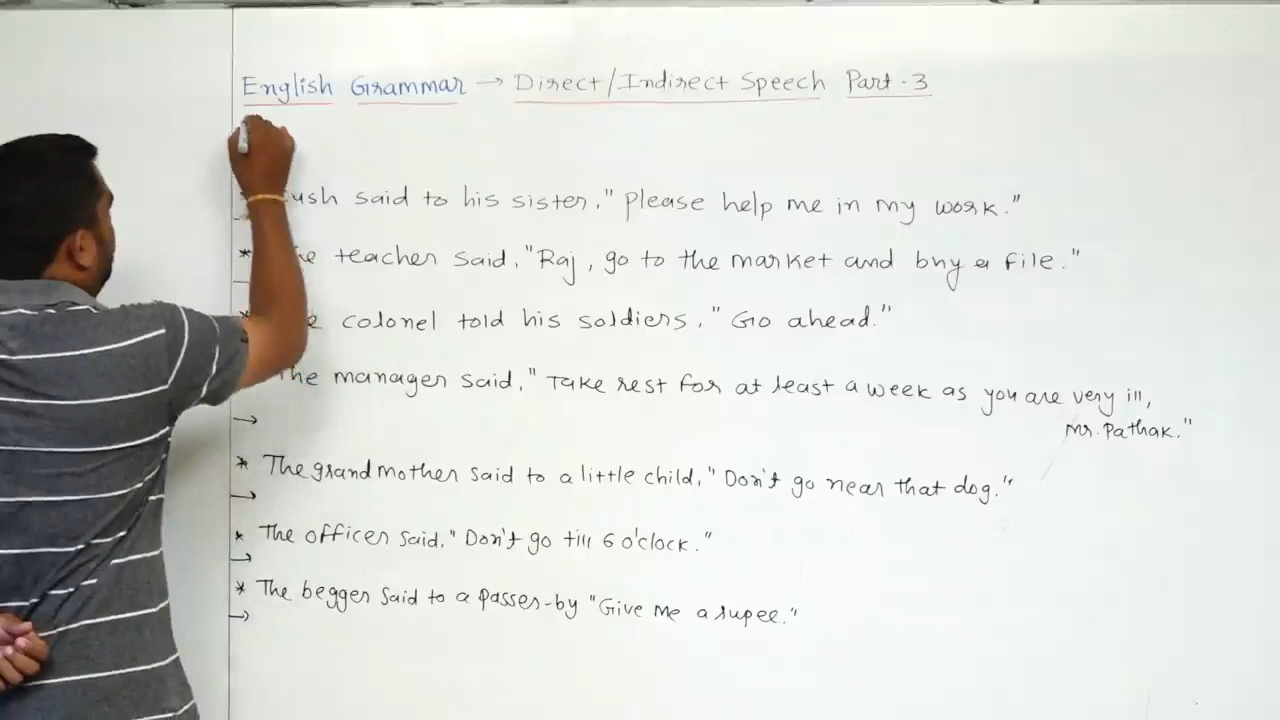 English Grammar → Direct/Indirect Speech Part-3
said to his sister, "Please help me in my work."
* teacher said, "Raj, go to the market and buy a file."
colonel told his soldiers, "Go ahead."
The manager said, "Take rest for at least a week as you are very ill,
Mr. Pathak."
→
* The grandmother said to a little child, "Don't go near that dog."
→
* The officer said, "Don't go till 6 o'clock."
→
* The begger said to a passer-by "Give me a rupee."
→